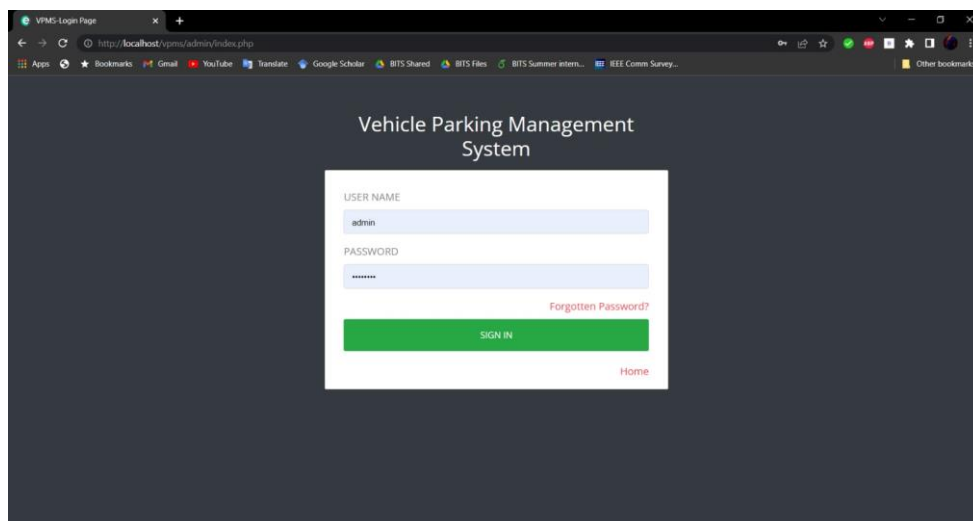 VPMS-Login Page
http://localhost/vpms/admin/index.php
Apps Bookmarks Gmail YouTube Translate Google Scholar BITS Shared BITS Files BITS Summer intern... IEEE Comm Survey... Other bookmarks
Vehicle Parking Management
System
USER NAME
admin
PASSWORD
••••••••
Forgotten Password?
SIGN IN
Home